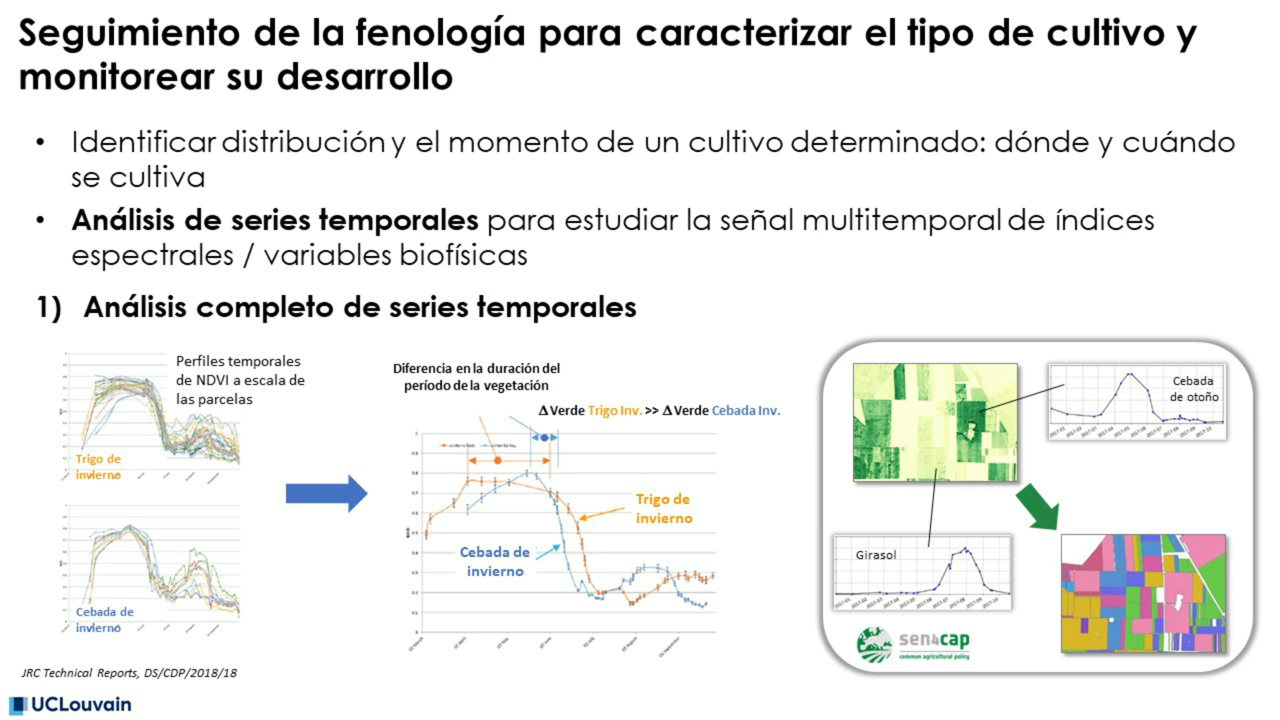 Seguimiento de la fenología para caracterizar el tipo de cultivo y
monitorear su desarrollo
• Identificar distribución y el momento de un cultivo determinado: dónde y cuándo
se cultiva
• Análisis de series temporales para estudiar la señal multitemporal de índices
espectrales / variables biofísicas
1) Análisis completo de series temporales
Perfiles temporales
de NDVI a escala de
las parcelas
Trigo de
invierno
Cebada de
invierno
Diferencia en la duración del
período de la vegetación
Δ Verde Trigo Inv. >> Δ Verde Cebada Inv.
Trigo de
invierno
Cebada de
invierno
Cebada
de otoño
Girasol
sen4cap
common agricultural policy
JRC Technical Reports, DS/CDP/2018/18
UCLouvain